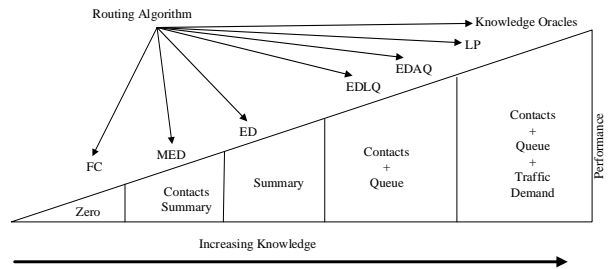 Routing Algorithm
Knowledge Oracles
LP
EDAQ
EDLQ
ED
MED
FC
Zero
Contacts
Summary
Summary
Contacts
+
Queue
Contacts
+
Queue
+
Traffic
Demand
Performance
Increasing Knowledge